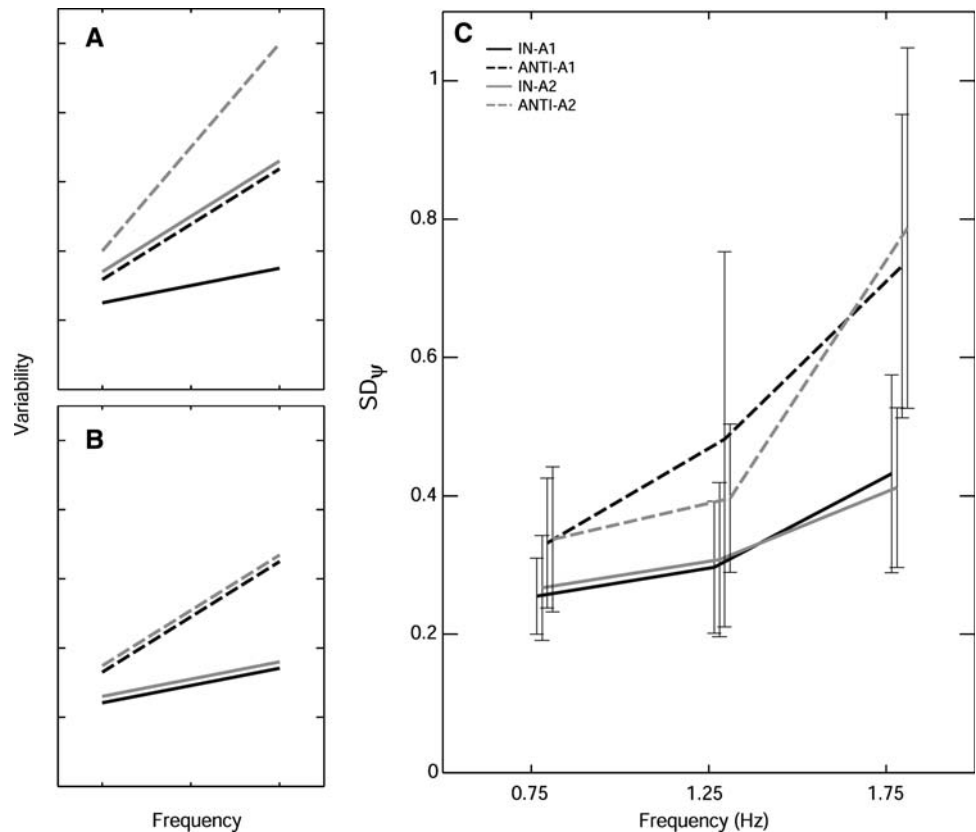 A
B
Variability
Frequency
C
IN-A1
ANTI-A1
IN-A2
ANTI-A2
SDψ
1
0.8
0.6
0.4
0.2
0
0.75
1.25
1.75
Frequency (Hz)